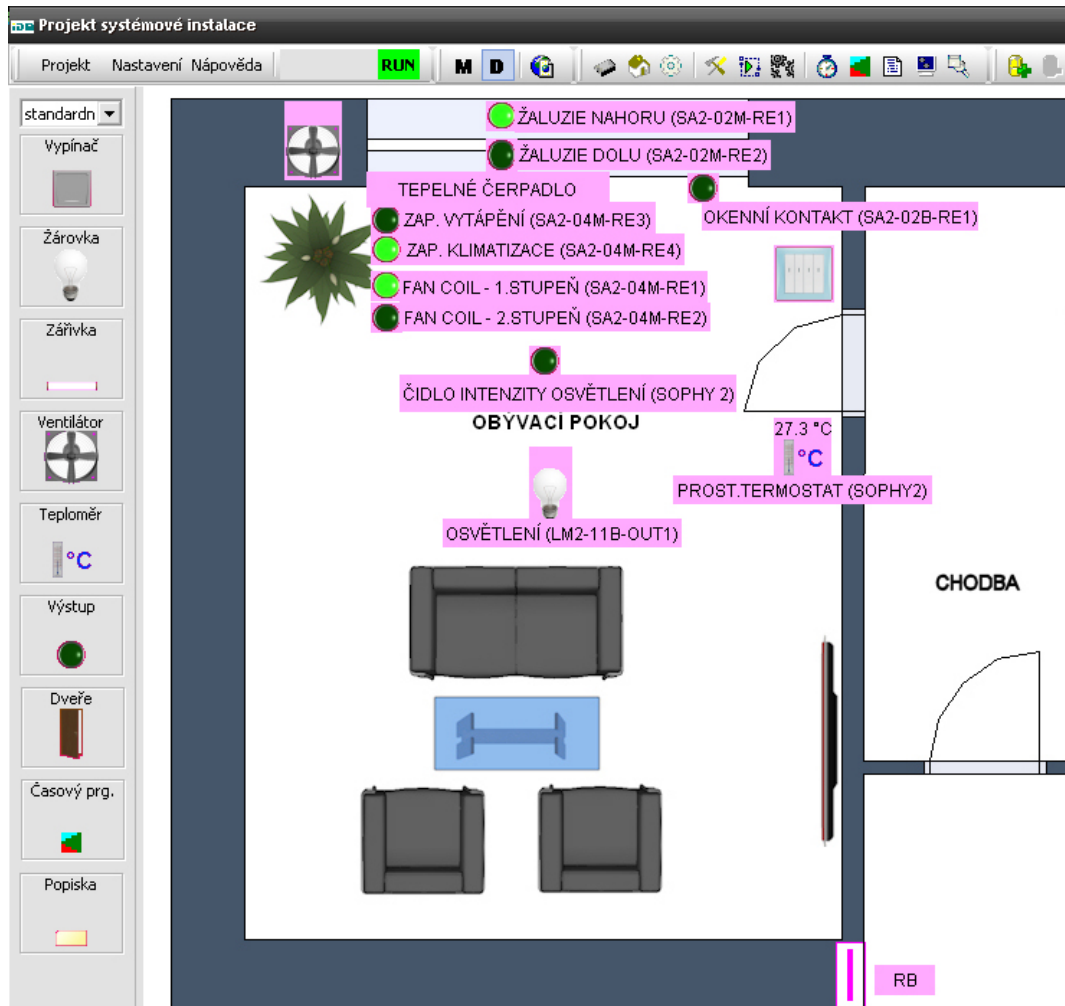 Projekt systémové instalace
Projekt Nastavení Nápověda RUN M D
standardn
Vypínač
Žárovka
Zářivka
Ventilátor
Teploměr
°C
Výstup
Dveře
Časový prg.
Popiska
ŽALUZIE NAHORU (SA2-02M-RE1)
ŽALUZIE DOLU (SA2-02M-RE2)
TEPELNÉ ČERPADLO
ZAP. VYTÁPĚNÍ (SA2-04M-RE3)
ZAP. KLIMATIZACE (SA2-04M-RE4)
FAN COIL - 1.STUPEŇ (SA2-04M-RE1)
FAN COIL - 2.STUPEŇ (SA2-04M-RE2)
OKENNÍ KONTAKT (SA2-02B-RE1)
ČIDLO INTENZITY OSVĚTLENÍ (SOPHY 2)
OBÝVACÍ POKOJ
27.3 °C
°C
PROST.TERMOSTAT (SOPHY2)
OSVĚTLENÍ (LM2-11B-OUT1)
CHODBA
RB